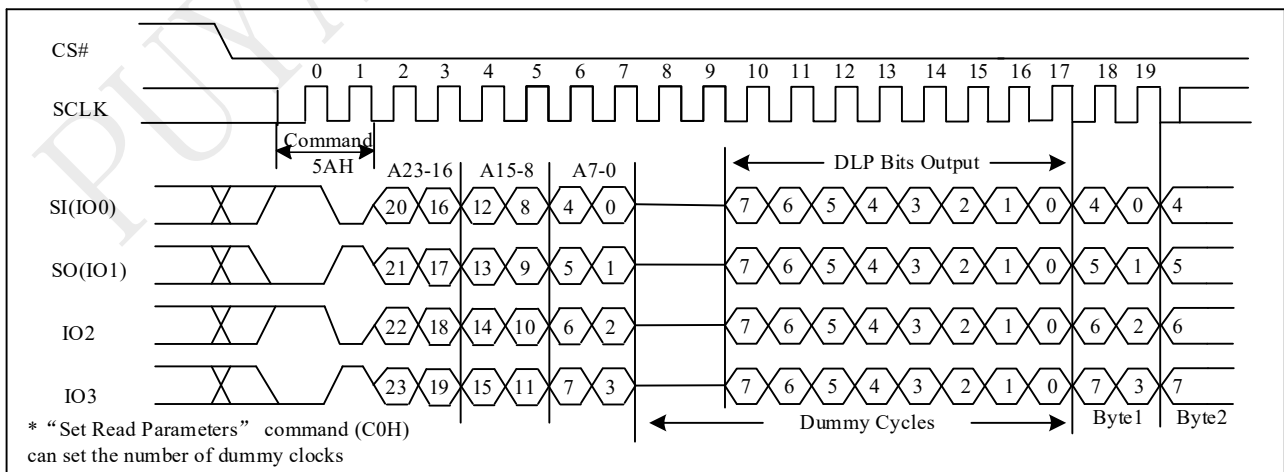 PUYA
CS#
0 1 2 3 4 5 6 7 8 9 10 11 12 13 14 15 16 17 18 19
SCLK
Command
5AH
A23-16 A15-8 A7-0 DLP Bits Output
SI(IO0) 20 16 12 8 4 0 7 6 5 4 3 2 1 0 4 0 4
SO(IO1) 21 17 13 9 5 1 7 6 5 4 3 2 1 0 5 1 5
IO2 22 18 14 10 6 2 7 6 5 4 3 2 1 0 6 2 6
IO3 23 19 15 11 7 3 7 6 5 4 3 2 1 0 7 3 7
Dummy Cycles Byte1 Byte2
* “Set Read Parameters” command (C0H)
can set the number of dummy clocks